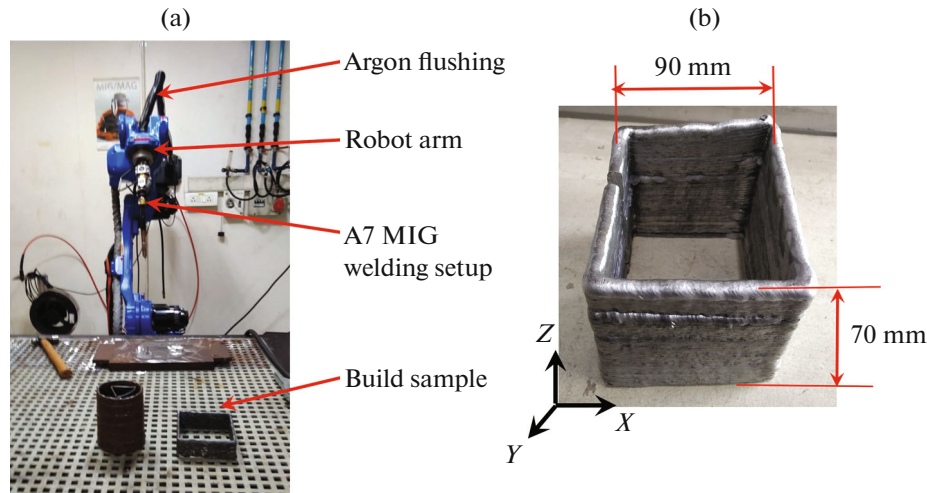 (a)
(b)
MIG/MAG
Argon flushing
Robot arm
A7 MIG
welding setup
Build sample
90 mm
70 mm
Z
X
Y